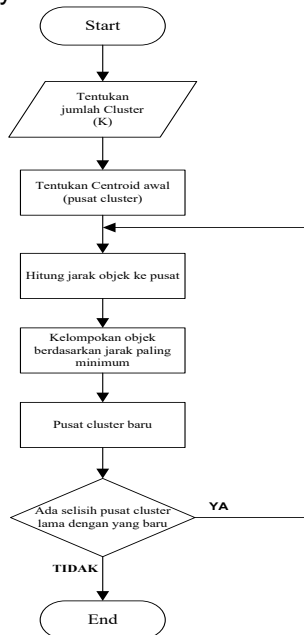 Start
Tentukan
jumlah Cluster
(K)
Tentukan Centroid awal
(pusat cluster)
Hitung jarak objek ke pusat
Kelompokan objek
berdasarkan jarak paling
minimum
Pusat cluster baru
Ada selisih pusat cluster
lama dengan yang baru
YA
TIDAK
End